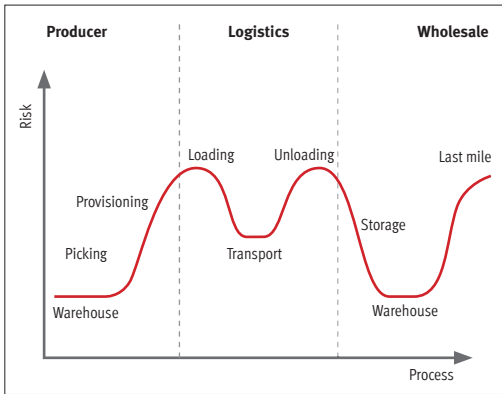 Producer
Logistics
Wholesale
Risk
Loading
Unloading
Last mile
Provisioning
Storage
Picking
Transport
Warehouse
Warehouse
Process